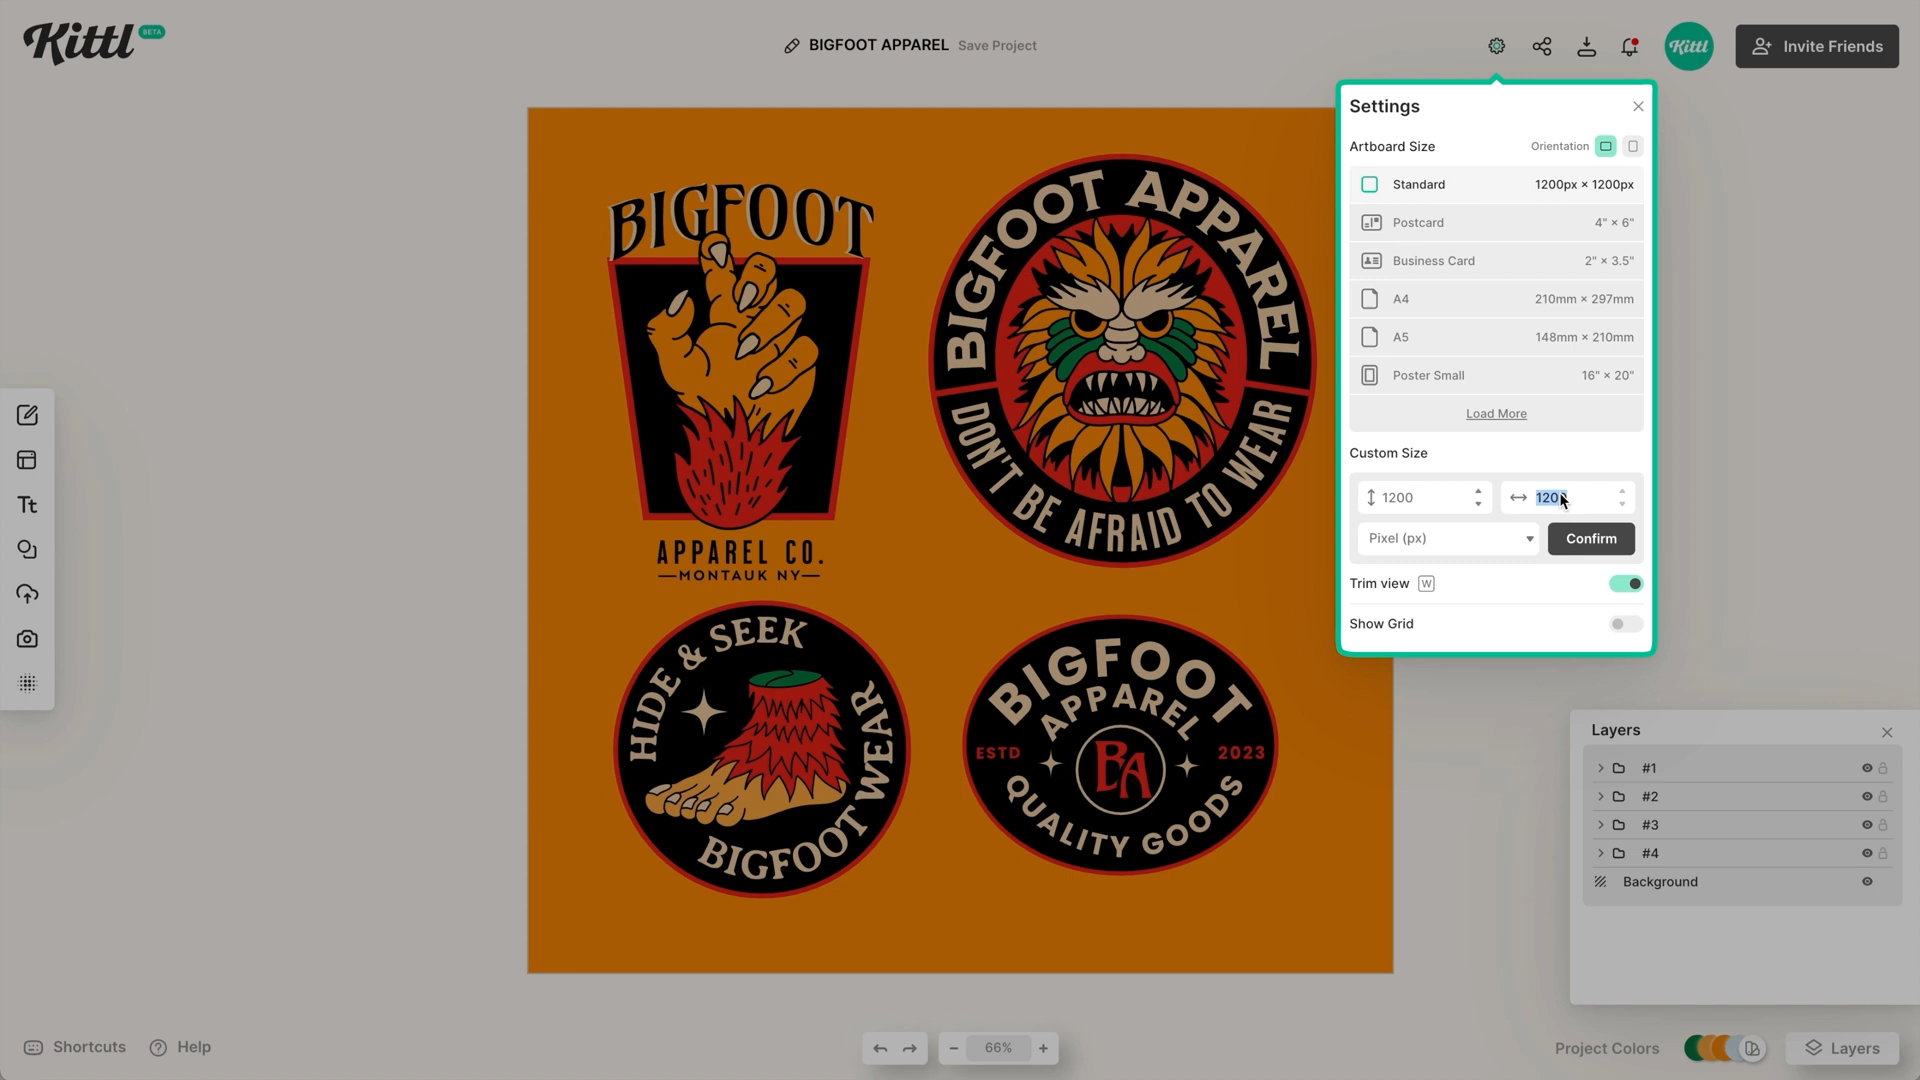 Kittl BETA
BIGFOOT APPAREL Save Project
Kittl
Invite Friends
Settings
Artboard Size
Orientation
Standard 1200px × 1200px
Postcard 4" × 6"
Business Card 2" × 3.5"
A4 210mm × 297mm
A5 148mm × 210mm
Poster Small 16" × 20"
Load More
Custom Size
1200 1200
Pixel (px) Confirm
Trim view W
Show Grid
BIGFOOT
APPAREL CO.
MONTAUK NY
BIGFOOT APPAREL
DON'T BE AFRAID TO WEAR
HIDE & SEEK
BIGFOOT WEAR
BIGFOOT
APPAREL
ESTD BA 2023
QUALITY GOODS
Tt
Layers
#1
#2
#3
#4
Background
Shortcuts
Help
66%
Project Colors
Layers